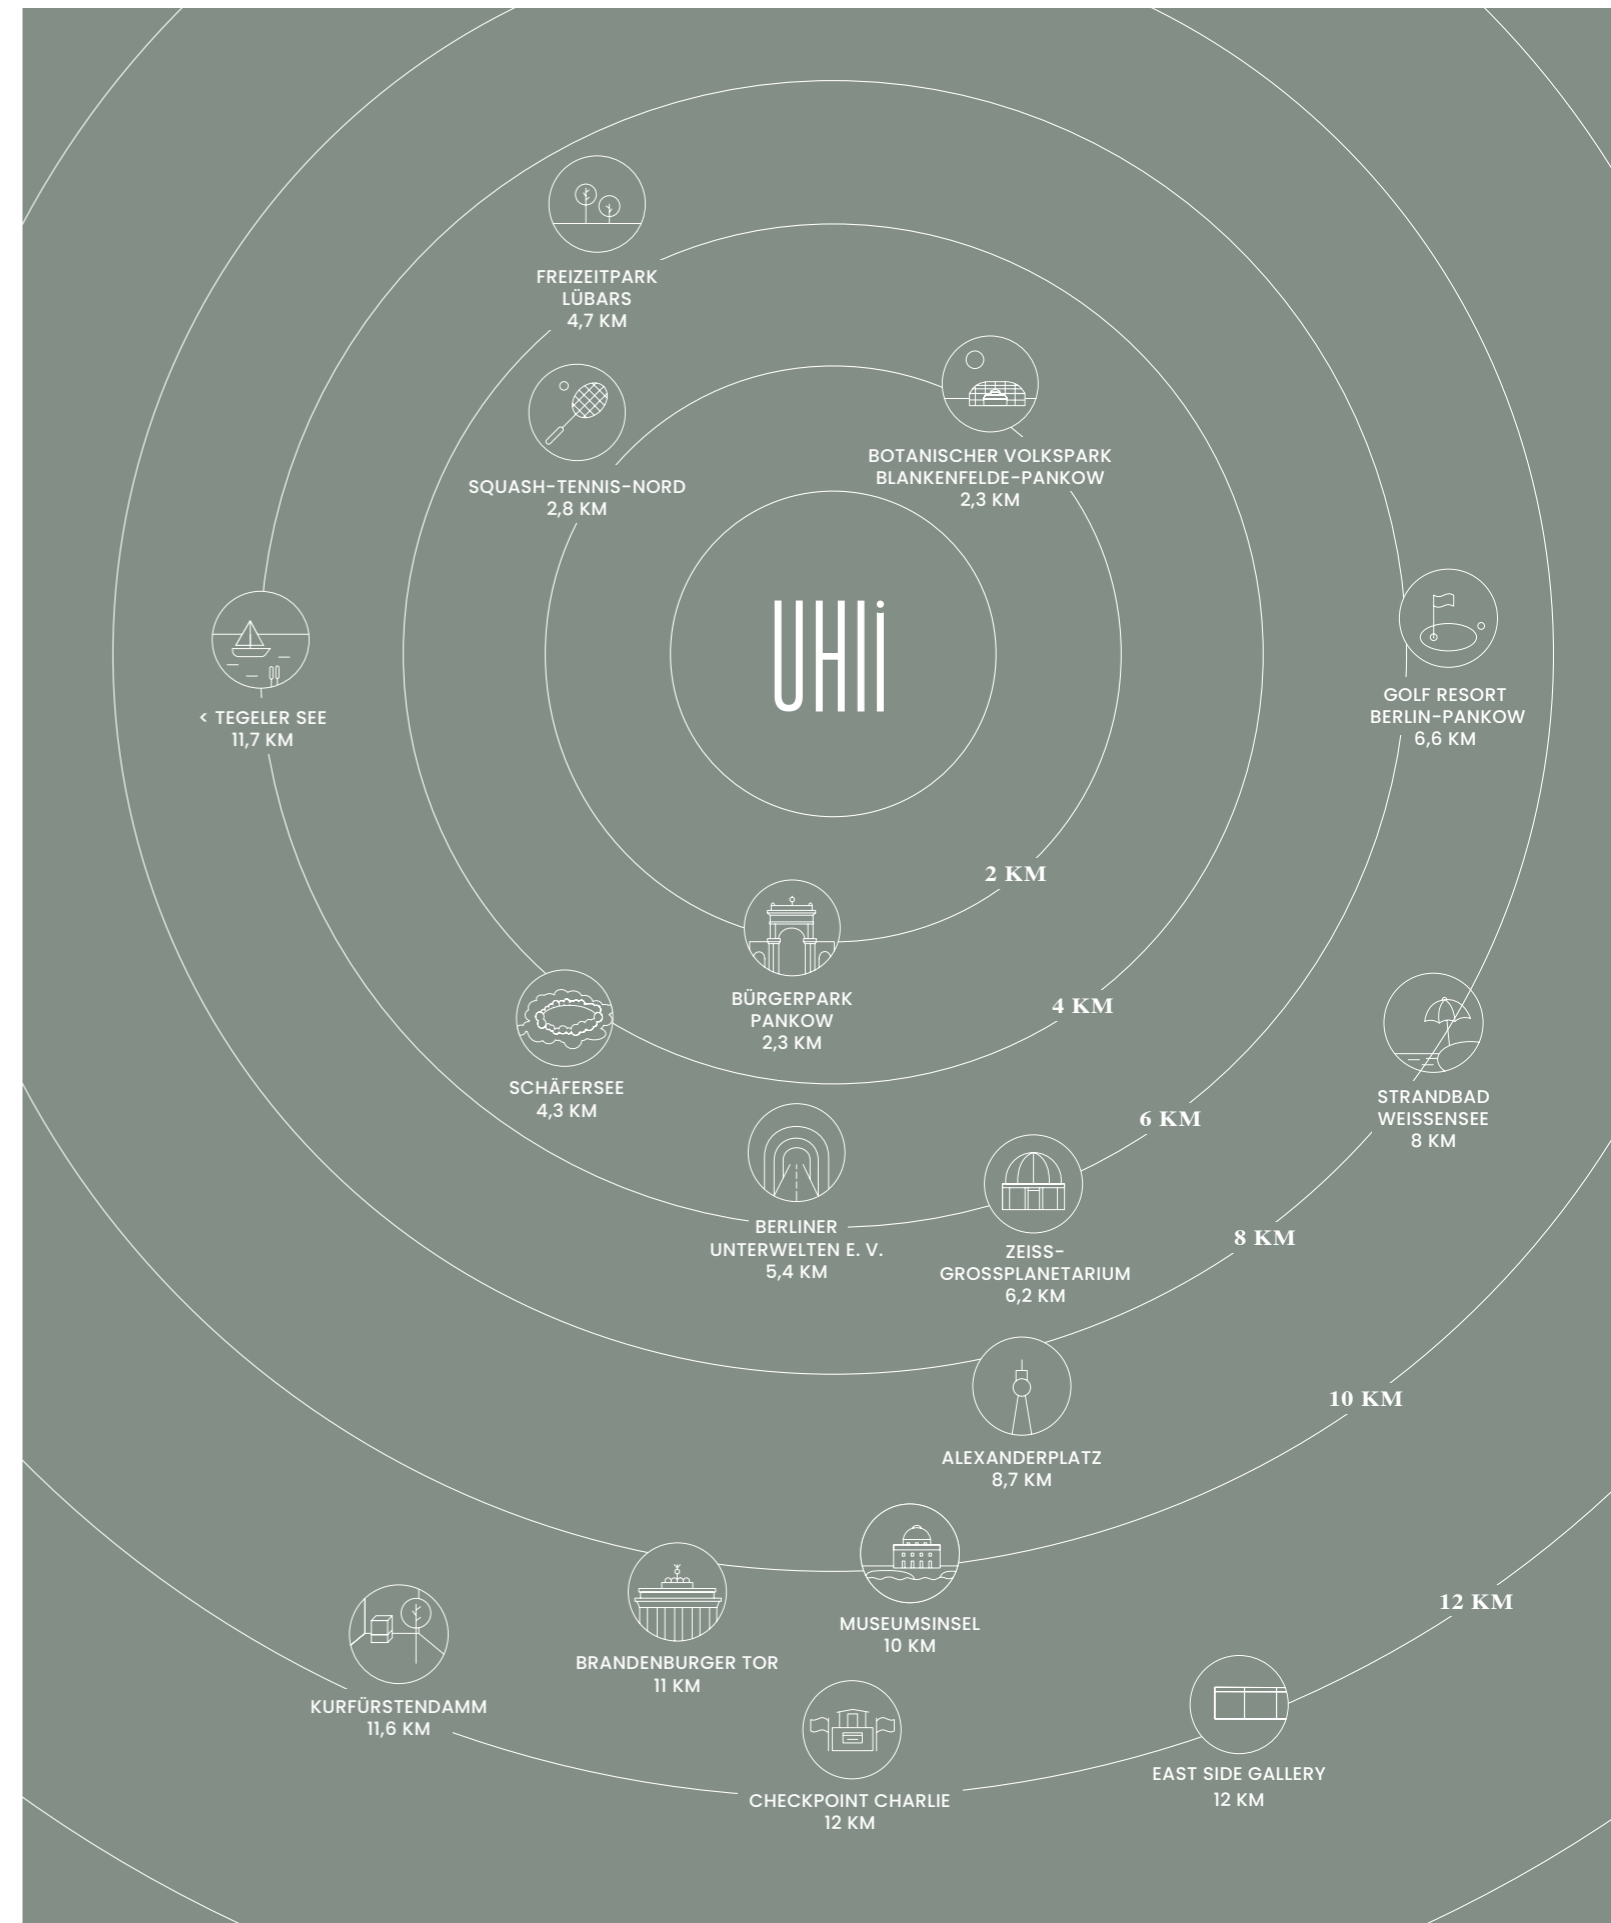 FREIZEITPARK
LÜBARS
4,7 KM
BOTANISCHER VOLKSPARK
BLANKENFELDE-PANKOW
2,3 KM
SQUASH-TENNIS-NORD
2,8 KM
UHli
< TEGELER SEE
11,7 KM
GOLF RESORT
BERLIN-PANKOW
6,6 KM
2 KM
BÜRGERPARK
PANKOW
2,3 KM
4 KM
SCHÄFERSEE
4,3 KM
STRANDBAD
WEISSENSEE
8 KM
6 KM
BERLINER
UNTERWELTEN E. V.
5,4 KM
ZEISS-
GROSSPLANETARIUM
6,2 KM
8 KM
ALEXANDERPLATZ
8,7 KM
10 KM
MUSEUMSINSEL
10 KM
12 KM
BRANDENBURGER TOR
11 KM
KURFÜRSTENDAMM
11,6 KM
CHECKPOINT CHARLIE
12 KM
EAST SIDE GALLERY
12 KM